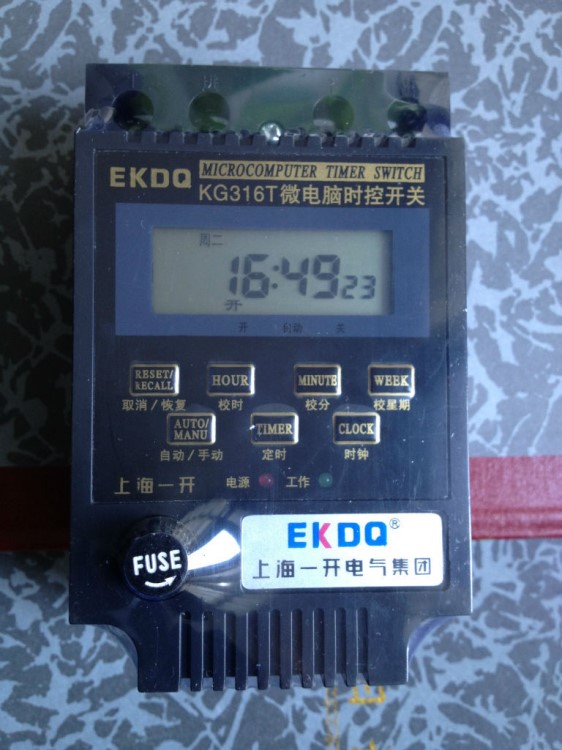 EKDQ MICROCOMPUTER TIMER SWITCH
KG316T微电脑时控开关
周二
16:49 23
开
开 自动 关
RESET/RECALL HOUR MINUTE WEEK
取消/恢复 校时 校分 校星期
AUTO/MANU TIMER CLOCK
自动/手动 定时 时钟
上海一开 电源 工作
FUSE
EKDQ®
上海一开电气集团